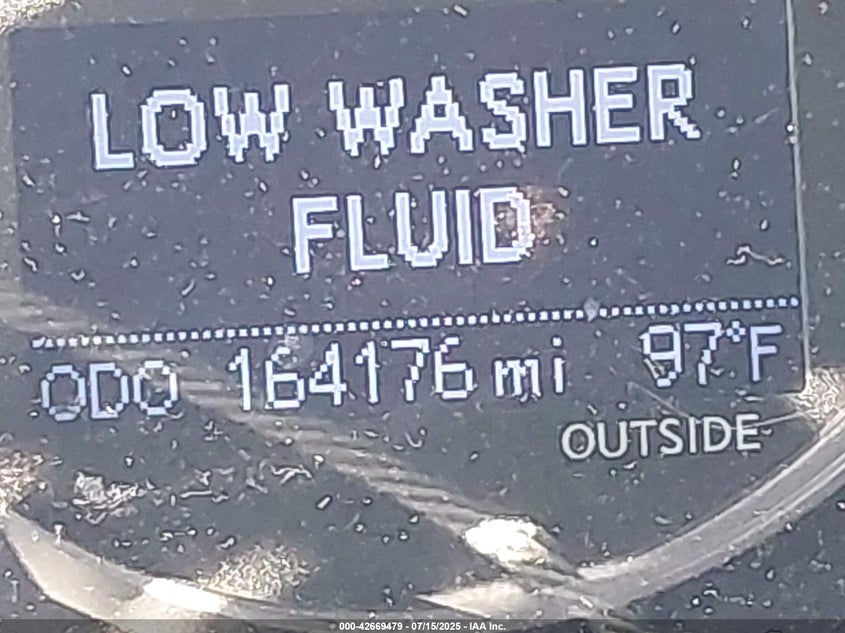 LOW WASHER
FLUID
ODO 164176 mi 97°F
OUTSIDE
000-42669479 - 07/15/2025 - IAA Inc.